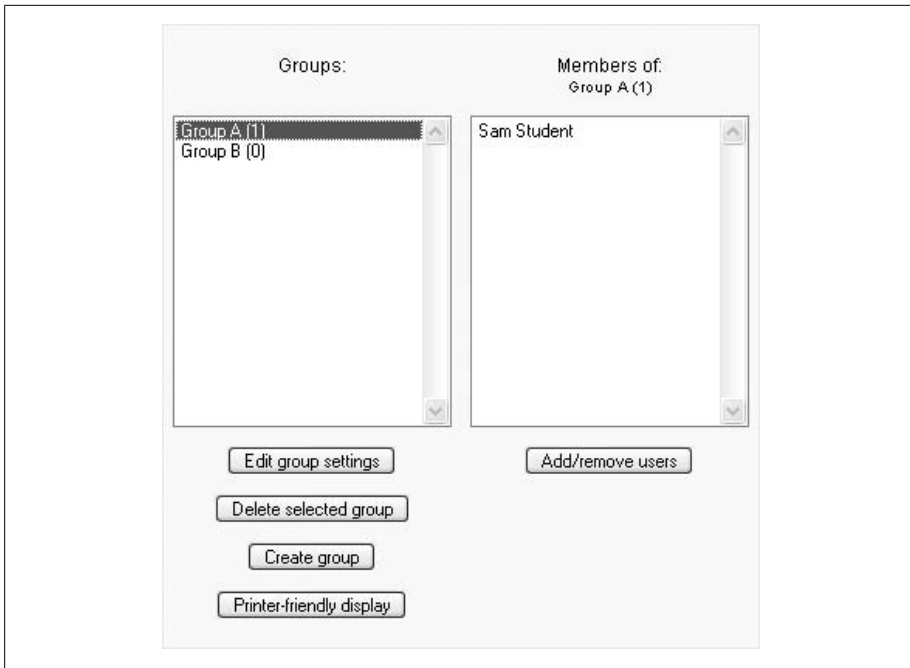 Groups:
Group A (1)
Group B (0)
Edit group settings
Delete selected group
Create group
Printer-friendly display
Members of:
Group A (1)
Sam Student
Add/remove users